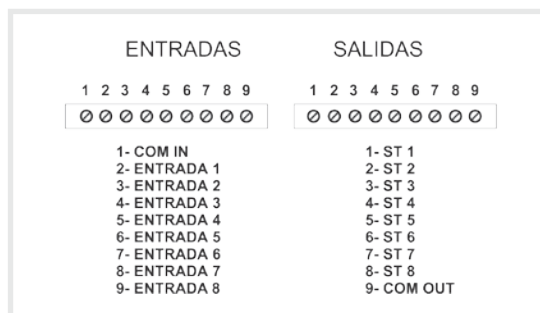 ENTRADAS SALIDAS
1 2 3 4 5 6 7 8 9 1 2 3 4 5 6 7 8 9
1- COM IN 1- ST 1
2- ENTRADA 1 2- ST 2
3- ENTRADA 2 3- ST 3
4- ENTRADA 3 4- ST 4
5- ENTRADA 4 5- ST 5
6- ENTRADA 5 6- ST 6
7- ENTRADA 6 7- ST 7
8- ENTRADA 7 8- ST 8
9- ENTRADA 8 9- COM OUT